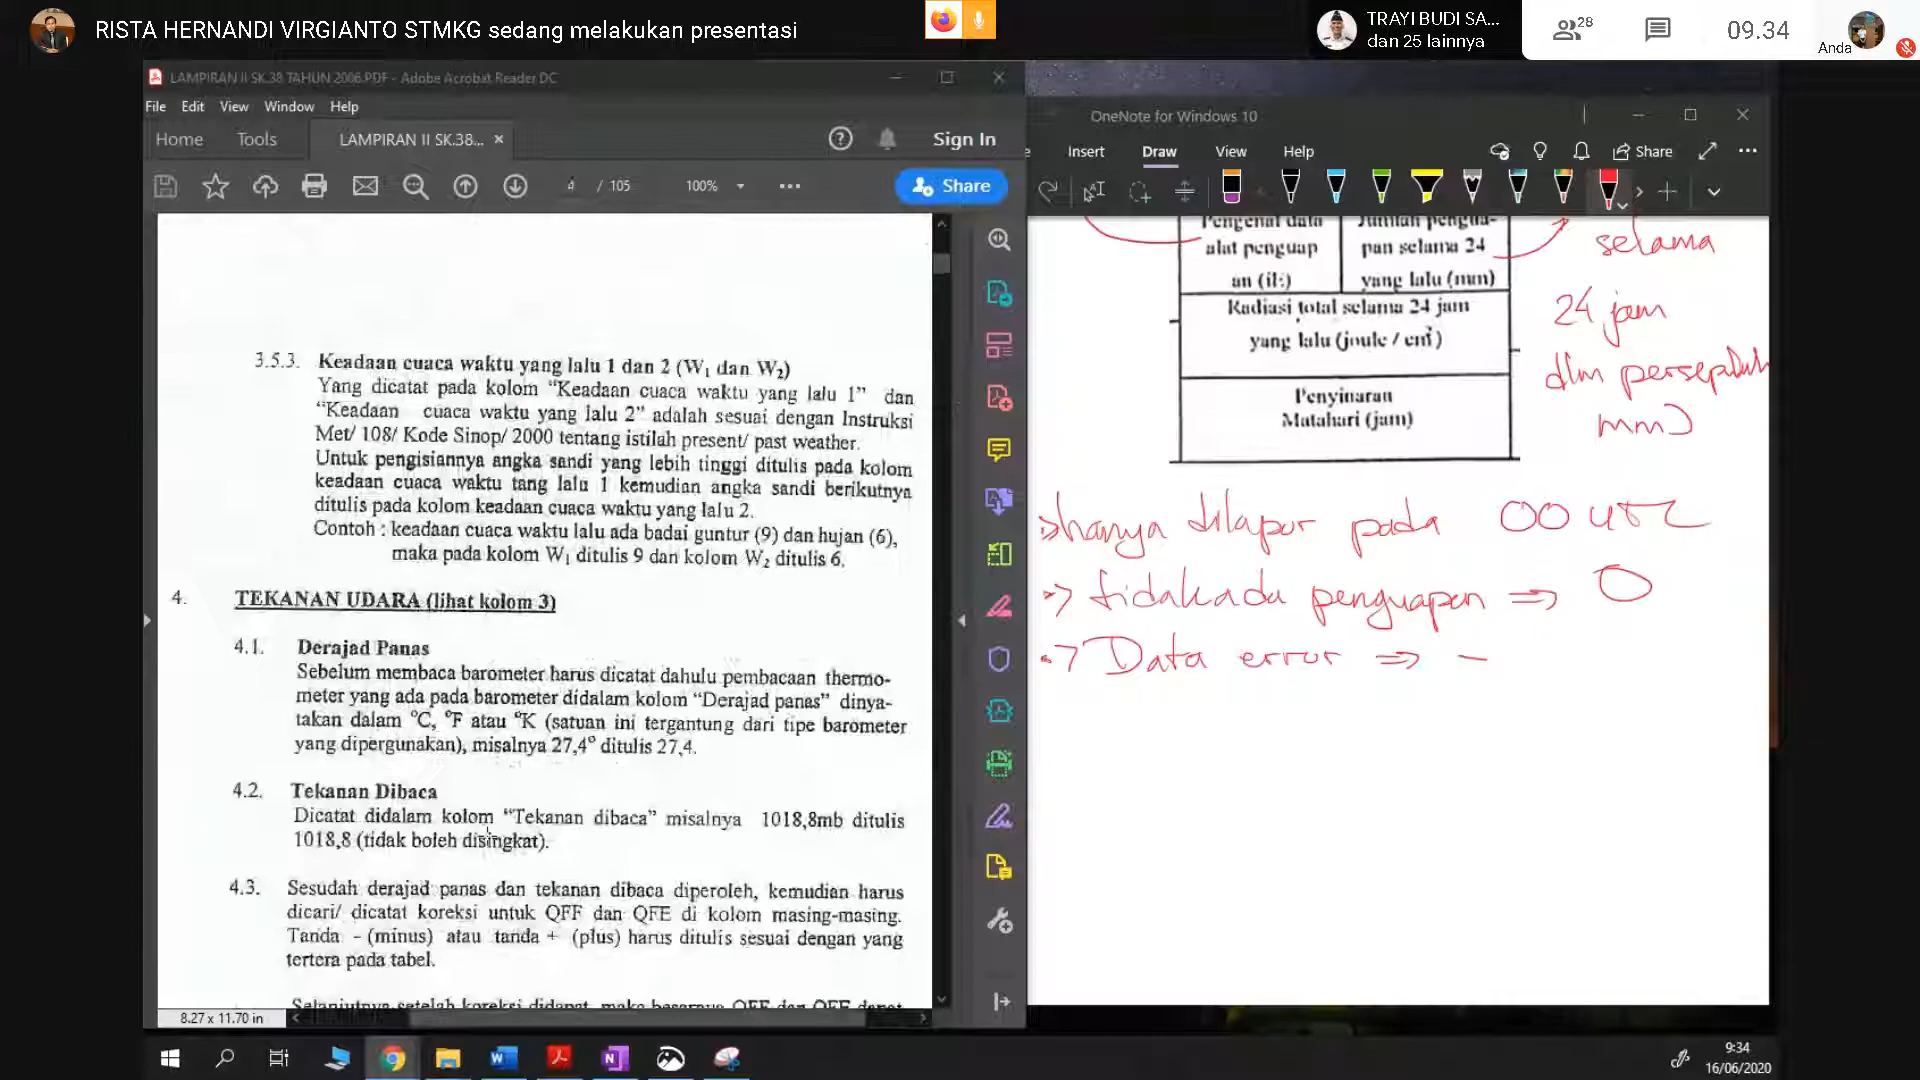 RISTA HERNANDI VIRGIANTO STMKG sedang melakukan presentasi
TRAYI BUDI SA...
dan 25 lainnya
28
09.34
Anda
LAMPIRAN II SK.38 TAHUN 2006.PDF - Adobe Acrobat Reader DC
File Edit View Window Help
Home Tools LAMPIRAN II SK.38... × Sign In
4 / 105 100% Share
3.5.3. Keadaan cuaca waktu yang lalu 1 dan 2 (W₁ dan W₂)
Yang dicatat pada kolom “Keadaan cuaca waktu yang lalu 1” dan
“Keadaan cuaca waktu yang lalu 2” adalah sesuai dengan Instruksi
Met/ 108/ Kode Sinop/ 2000 tentang istilah present/ past weather.
Untuk pengisiannya angka sandi yang lebih tinggi ditulis pada kolom
keadaan cuaca waktu tang lalu 1 kemudian angka sandi berikutnya
ditulis pada kolom keadaan cuaca waktu yang lalu 2.
Contoh : keadaan cuaca waktu lalu ada badai guntur (9) dan hujan (6),
maka pada kolom W₁ ditulis 9 dan kolom W₂ ditulis 6.
4. TEKANAN UDARA (lihat kolom 3)
4.1. Derajad Panas
Sebelum membaca barometer harus dicatat dahulu pembacaan thermo-
meter yang ada pada barometer didalam kolom “Derajad panas” dinya-
takan dalam °C, °F atau °K (satuan ini tergantung dari tipe barometer
yang dipergunakan), misalnya 27,4° ditulis 27,4.
4.2. Tekanan Dibaca
Dicatat didalam kolom “Tekanan dibaca” misalnya 1018,8mb ditulis
1018,8 (tidak boleh disingkat).
4.3. Sesudah derajad panas dan tekanan dibaca diperoleh, kemudian harus
dicari/ dicatat koreksi untuk QFF dan QFE di kolom masing-masing.
Tanda - (minus) atau tanda + (plus) harus ditulis sesuai dengan yang
tertera pada tabel.
Selanjutnya setelah koreksi didapat, maka besarnya QFF dan QFE dapat
8.27 x 11.70 in
OneNote for Windows 10
Insert Draw View Help Share
Pengenal data
alat penguap
an (iE)
Jumlah pengua-
pan selama 24
yang lalu (mm)
Radiasi total selama 24 jam
yang lalu (joule / cm²)
Penyinaran
Matahari (jam)
selama
24 jam
dlm persepuluh
mm)
hanya dilapor pada 00 UTC
-> tidak ada penguapan => 0
-> Data error => -
9:34
16/06/2020